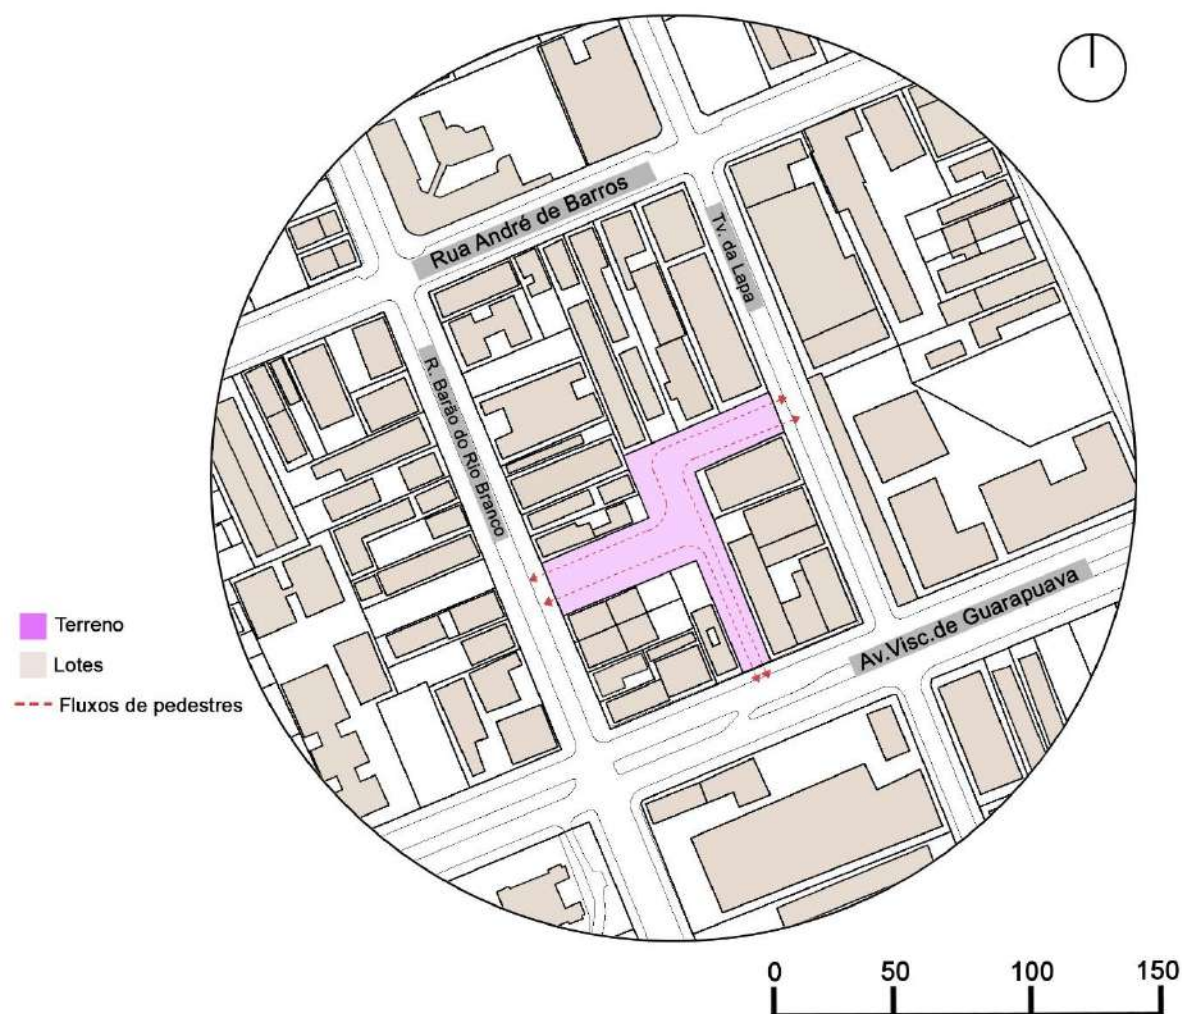 Rua André de Barros
Tv. da Lapa
R. Barão do Rio Branco
Av.Visc.de Guarapuava
Terreno
Lotes
Fluxos de pedestres
0 50 100 150